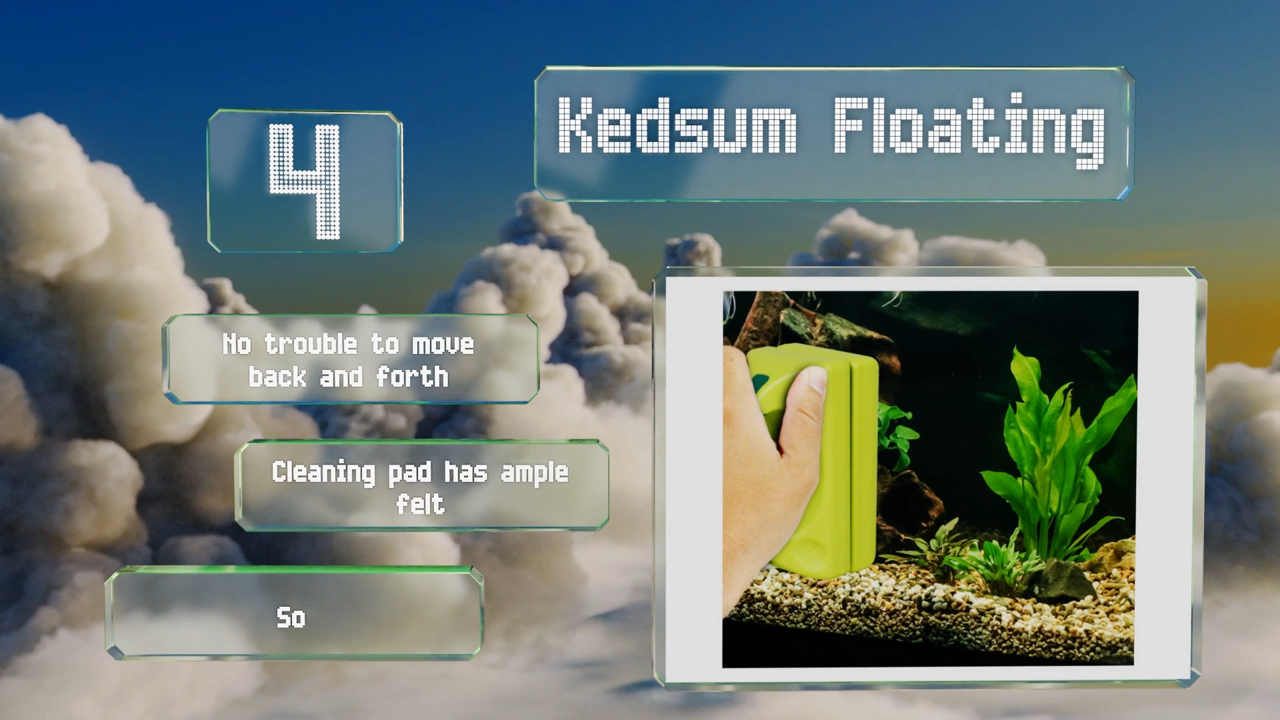 4
Kedsum Floating
No trouble to move
back and forth
Cleaning pad has ample
felt
So